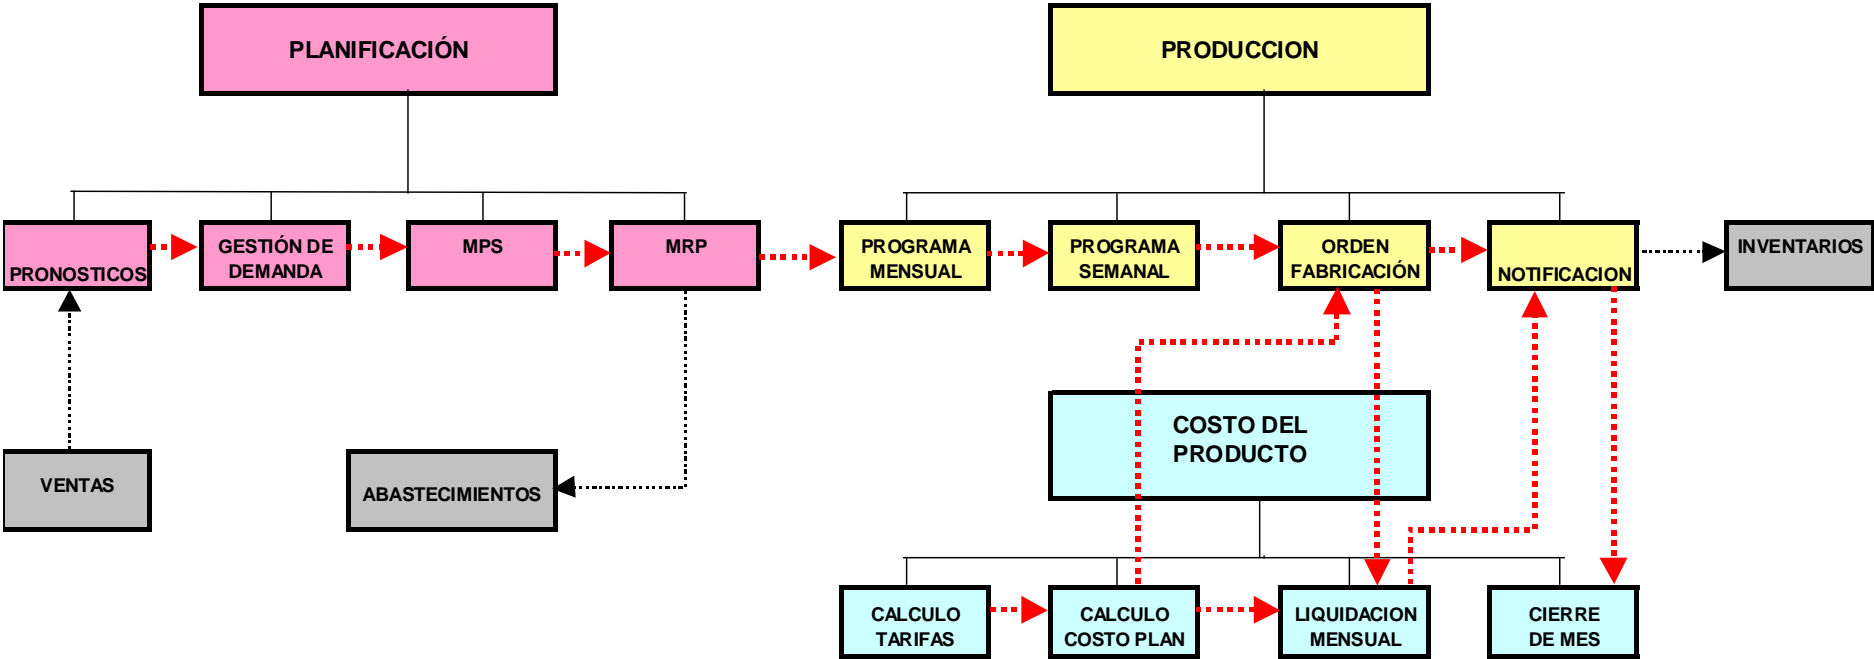 PLANIFICACIÓN
PRODUCCION
PRONOSTICOS
GESTIÓN DE
DEMANDA
MPS
MRP
PROGRAMA
MENSUAL
PROGRAMA
SEMANAL
ORDEN
FABRICACIÓN
NOTIFICACION
INVENTARIOS
VENTAS
ABASTECIMIENTOS
COSTO DEL
PRODUCTO
CALCULO
TARIFAS
CALCULO
COSTO PLAN
LIQUIDACION
MENSUAL
CIERRE
DE MES